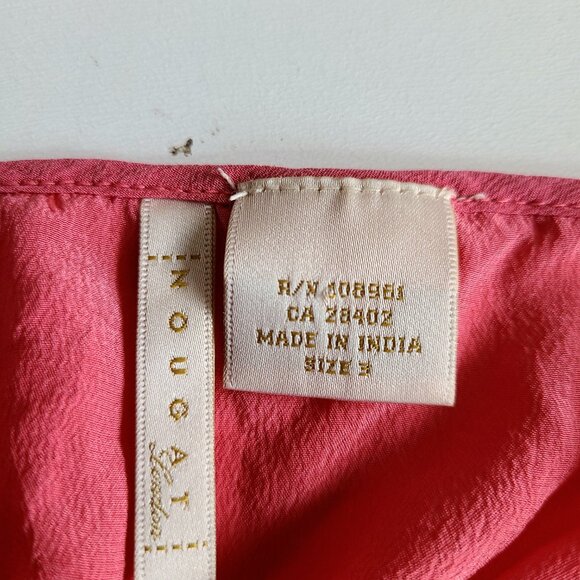 NOUGAT
London
R/N 108981
CA 28402
MADE IN INDIA
SIZE 3